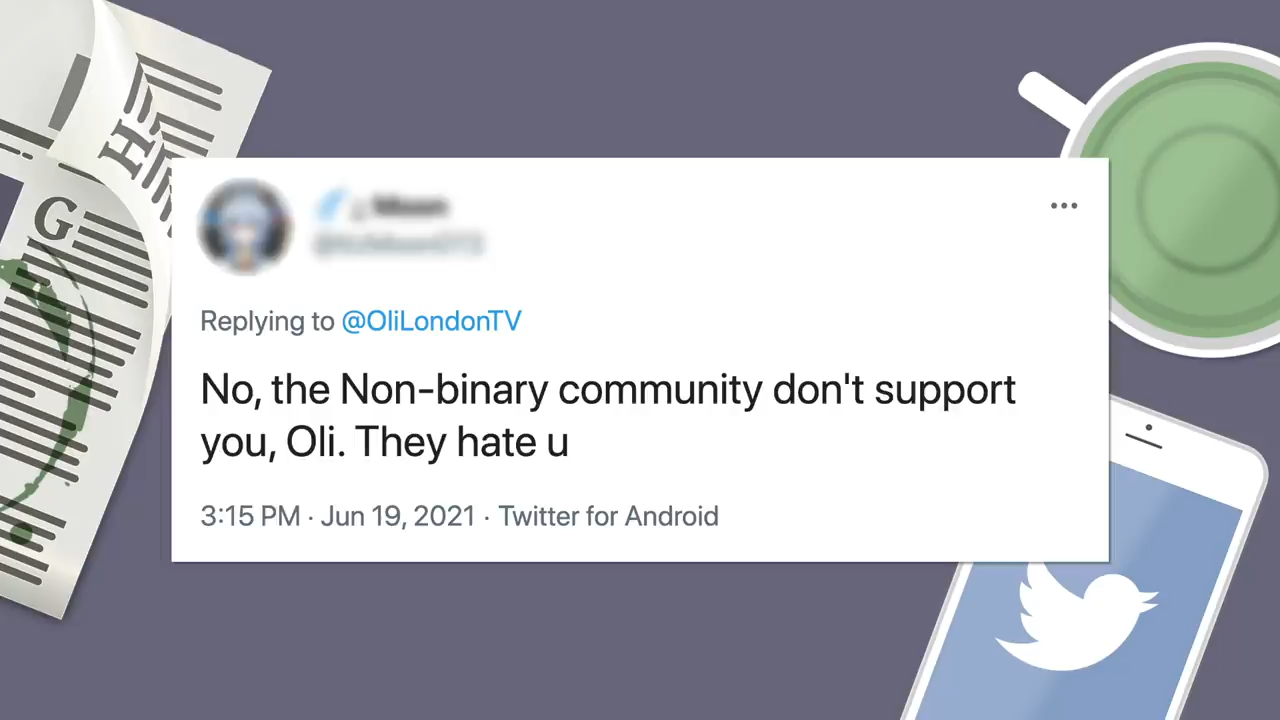 H
G
Replying to @OliLondonTV
No, the Non-binary community don't support
you, Oli. They hate u
3:15 PM · Jun 19, 2021 · Twitter for Android